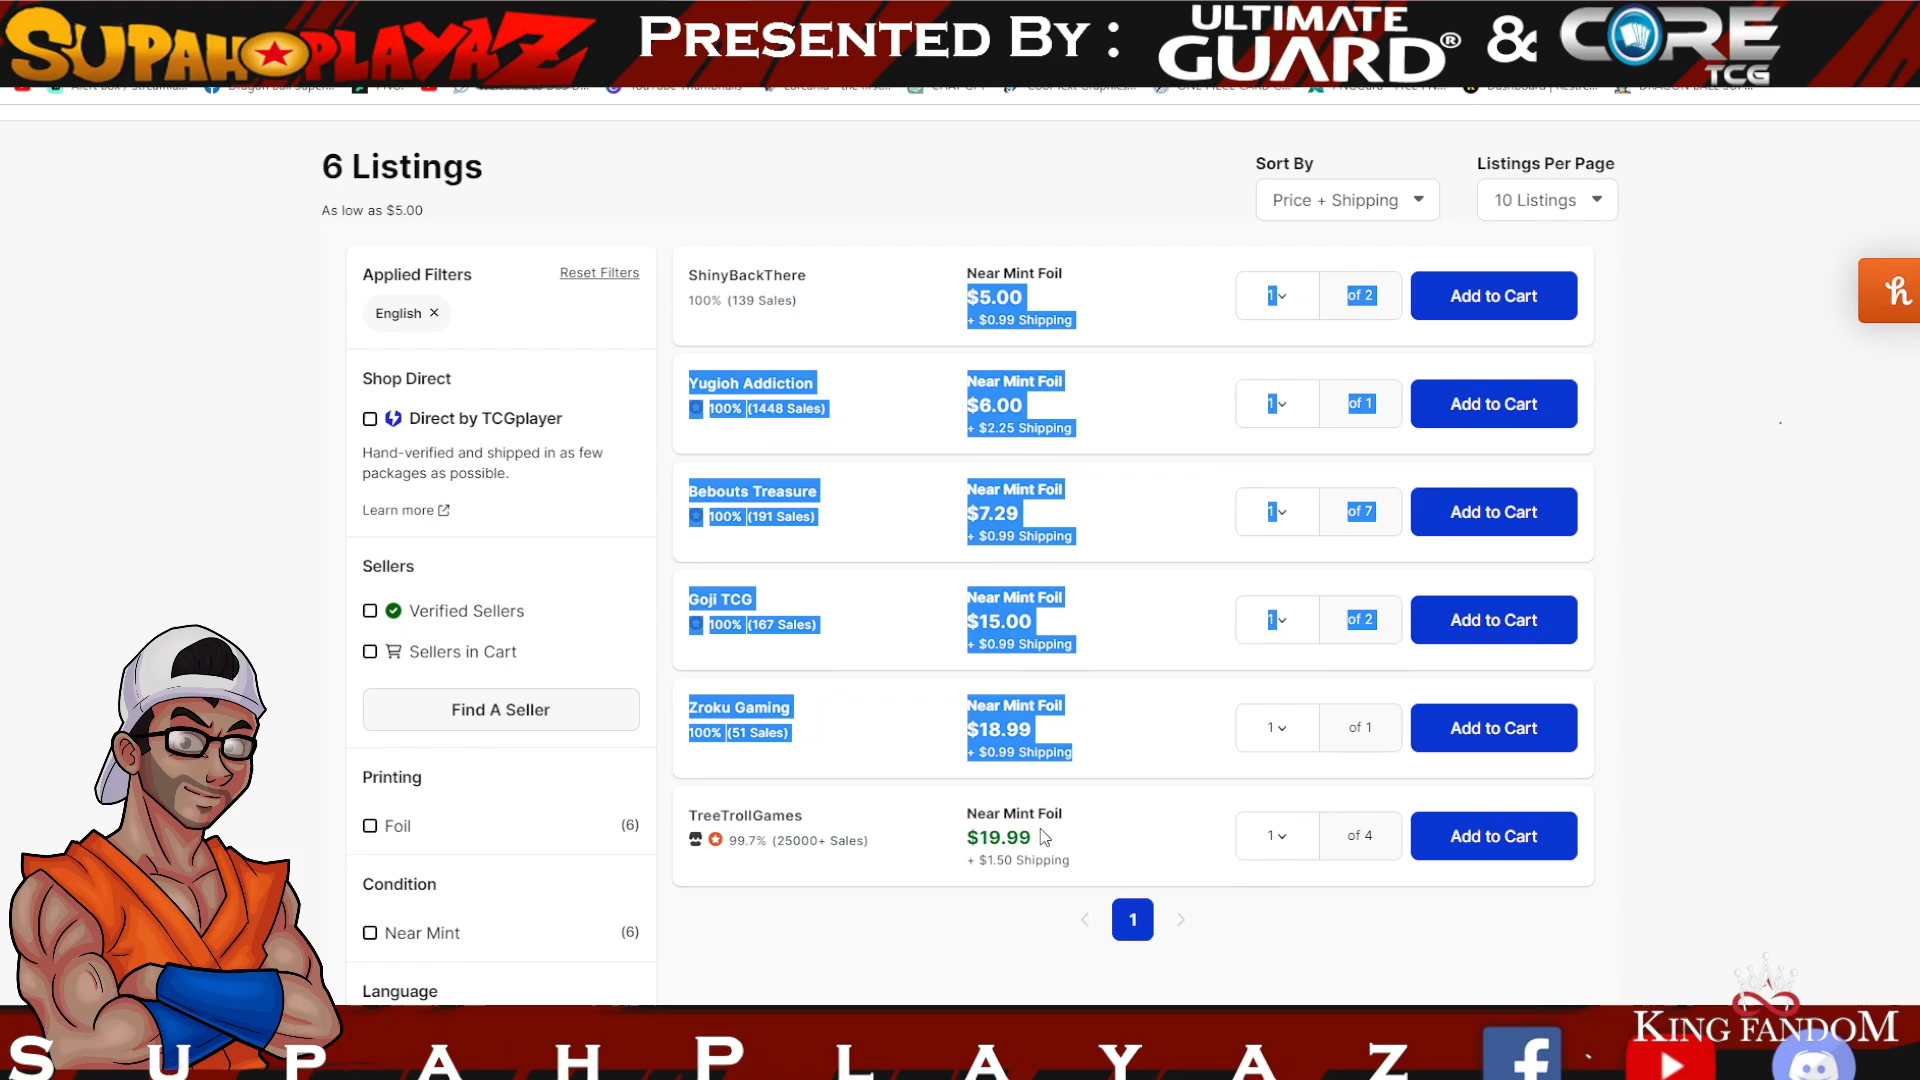 SUPAH PLAYAZ
PRESENTED BY :
ULTIMATE
GUARD®
&
CORE
TCG
6 Listings
As low as $5.00
Sort By
Price + Shipping
Listings Per Page
10 Listings
Applied Filters
Reset Filters
English ×
Shop Direct
Direct by TCGplayer
Hand-verified and shipped in as few
packages as possible.
Learn more
Sellers
Verified Sellers
Sellers in Cart
Find A Seller
Printing
Foil (6)
Condition
Near Mint (6)
Language
ShinyBackThere
100% (139 Sales)
Near Mint Foil
$5.00
+ $0.99 Shipping
1 of 2
Add to Cart
Yugioh Addiction
100% (1448 Sales)
Near Mint Foil
$6.00
+ $2.25 Shipping
1 of 1
Add to Cart
Bebouts Treasure
100% (191 Sales)
Near Mint Foil
$7.29
+ $0.99 Shipping
1 of 7
Add to Cart
Goji TCG
100% (167 Sales)
Near Mint Foil
$15.00
+ $0.99 Shipping
1 of 2
Add to Cart
Zroku Gaming
100% (51 Sales)
Near Mint Foil
$18.99
+ $0.99 Shipping
1 of 1
Add to Cart
TreeTrollGames
99.7% (25000+ Sales)
Near Mint Foil
$19.99
+ $1.50 Shipping
1 of 4
Add to Cart
1
h
KING FANDOM
SUPAHPLAYAZ
f